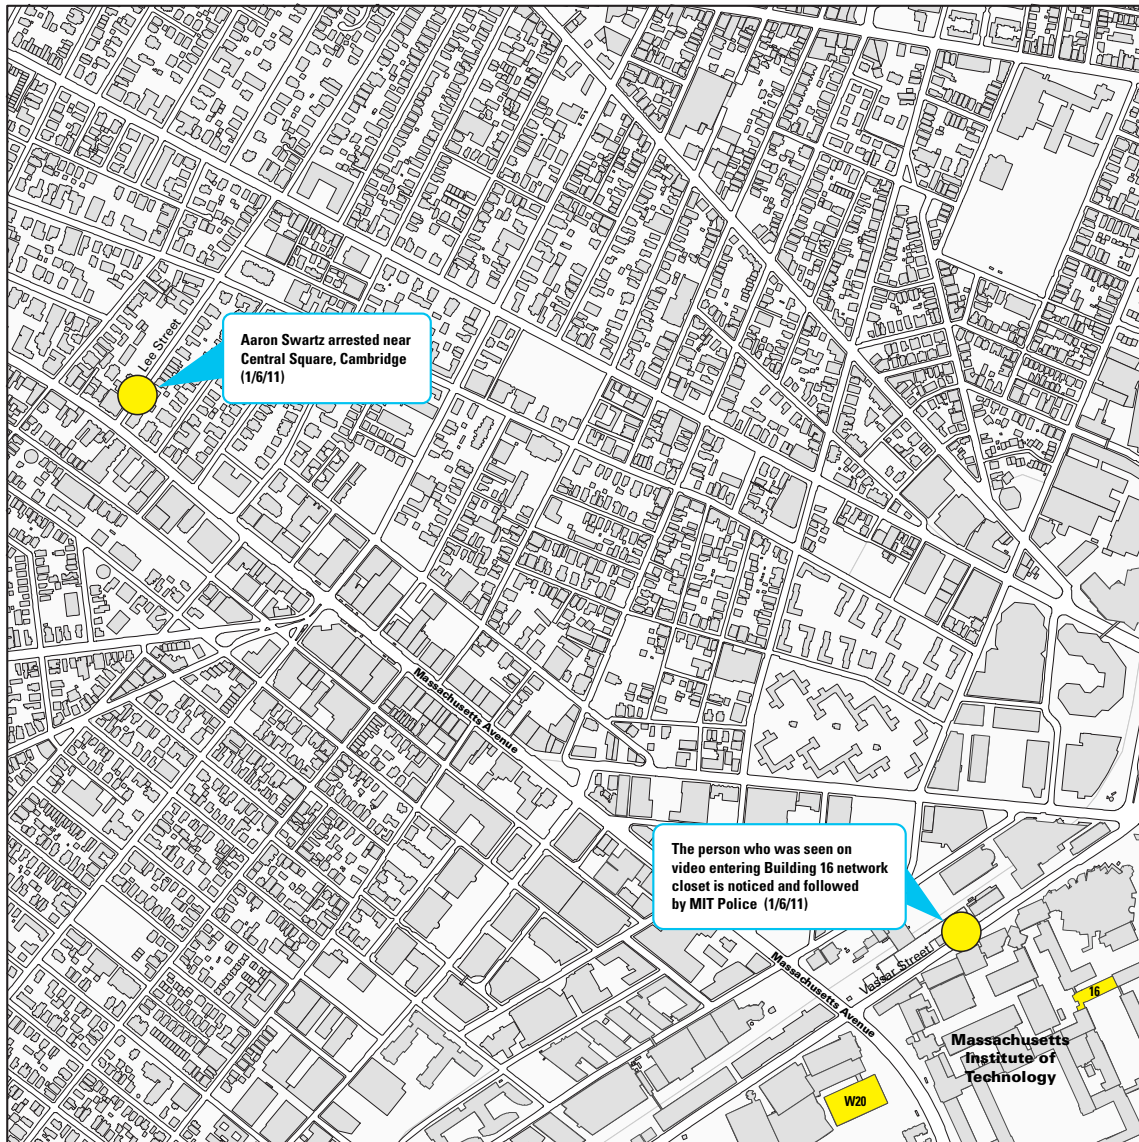 Lee Street
Aaron Swartz arrested near
Central Square, Cambridge
(1/6/11)
Massachusetts Avenue
The person who was seen on
video entering Building 16 network
closet is noticed and followed
by MIT Police (1/6/11)
Massachusetts Avenue
Vassar Street
16
Massachusetts
Institute of
Technology
W20